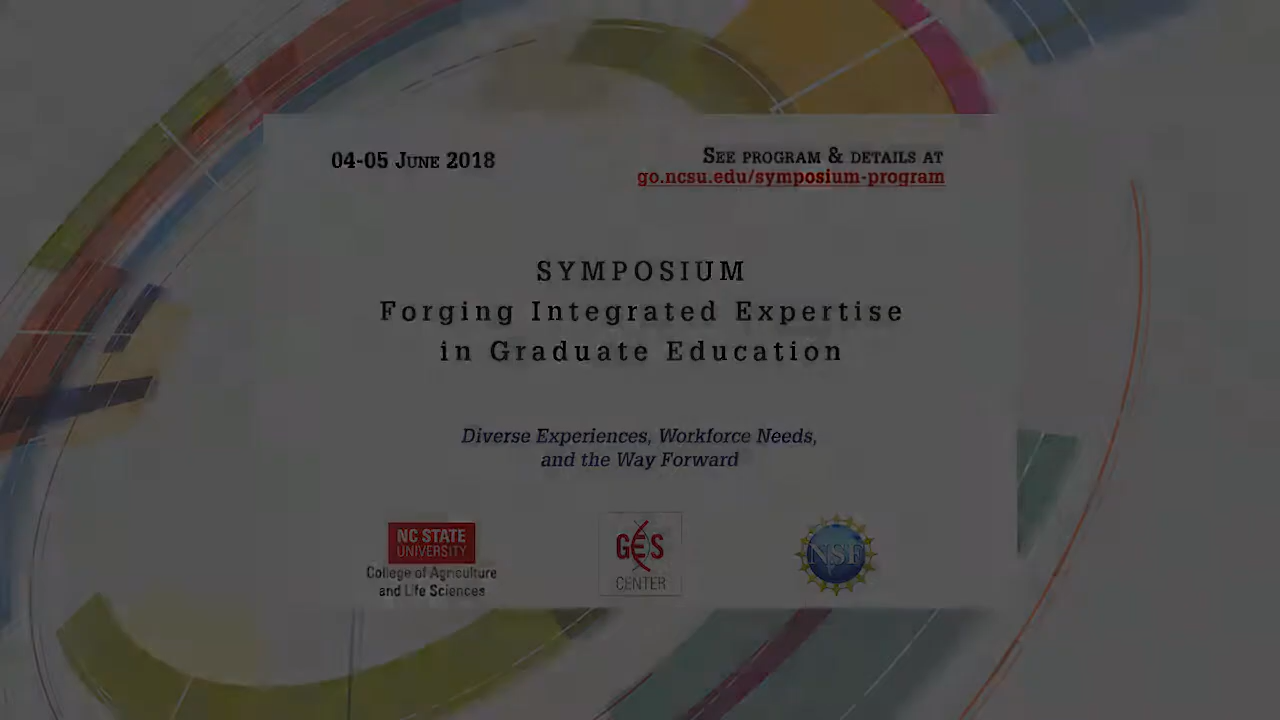 04-05 June 2018
See program & details at
go.ncsu.edu/symposium-program
SYMPOSIUM
Forging Integrated Expertise
in Graduate Education
Diverse Experiences, Workforce Needs,
and the Way Forward
NC STATE
UNIVERSITY
College of Agriculture
and Life Sciences
GES
CENTER
NSF